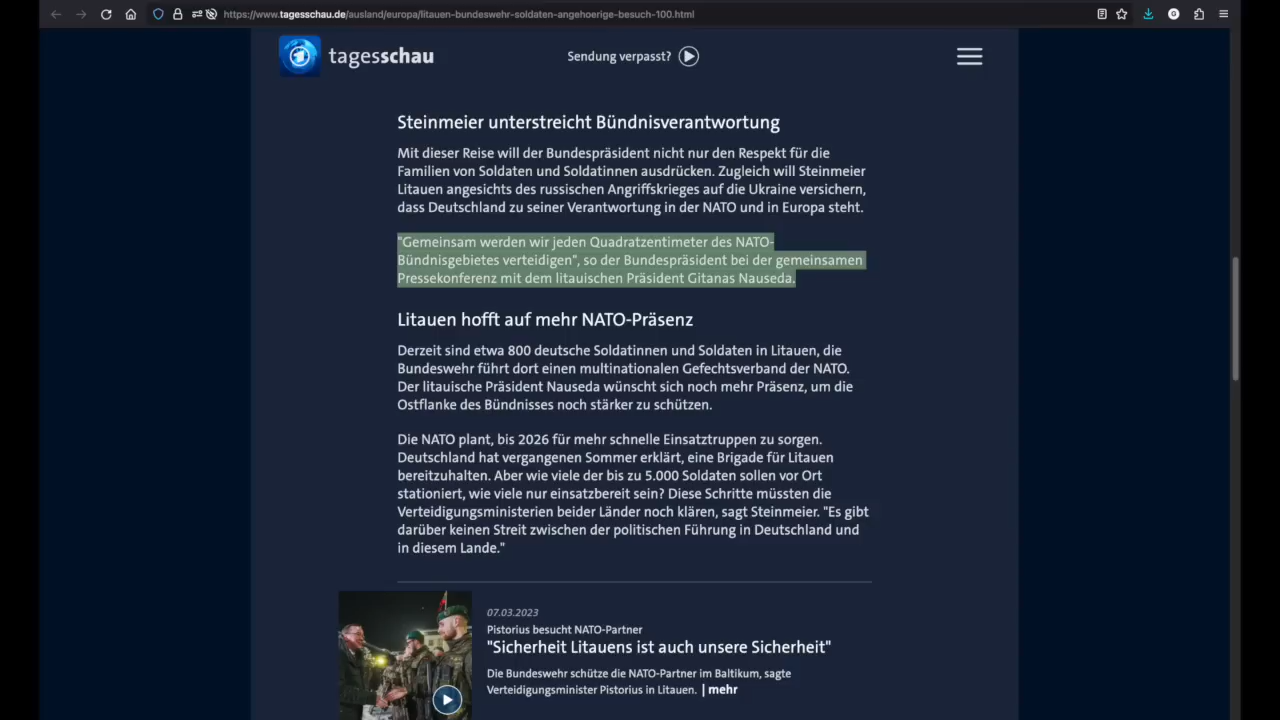 https://www.tagesschau.de/ausland/europa/litauen-bundeswehr-soldaten-angehoerige-besuch-100.html
tagesschau
Sendung verpasst?
Steinmeier unterstreicht Bündnisverantwortung
Mit dieser Reise will der Bundespräsident nicht nur den Respekt für die
Familien von Soldaten und Soldatinnen ausdrücken. Zugleich will Steinmeier
Litauen angesichts des russischen Angriffskrieges auf die Ukraine versichern,
dass Deutschland zu seiner Verantwortung in der NATO und in Europa steht.
"Gemeinsam werden wir jeden Quadratzentimeter des NATO-
Bündnisgebietes verteidigen", so der Bundespräsident bei der gemeinsamen
Pressekonferenz mit dem litauischen Präsident Gitanas Nauseda.
Litauen hofft auf mehr NATO-Präsenz
Derzeit sind etwa 800 deutsche Soldatinnen und Soldaten in Litauen, die
Bundeswehr führt dort einen multinationalen Gefechtsverband der NATO.
Der litauische Präsident Nauseda wünscht sich noch mehr Präsenz, um die
Ostflanke des Bündnisses noch stärker zu schützen.
Die NATO plant, bis 2026 für mehr schnelle Einsatztruppen zu sorgen.
Deutschland hat vergangenen Sommer erklärt, eine Brigade für Litauen
bereitzuhalten. Aber wie viele der bis zu 5.000 Soldaten sollen vor Ort
stationiert, wie viele nur einsatzbereit sein? Diese Schritte müssten die
Verteidigungsministerien beider Länder noch klären, sagt Steinmeier. "Es gibt
darüber keinen Streit zwischen der politischen Führung in Deutschland und
in diesem Lande."
07.03.2023
Pistorius besucht NATO-Partner
"Sicherheit Litauens ist auch unsere Sicherheit"
Die Bundeswehr schütze die NATO-Partner im Baltikum, sagte
Verteidigungsminister Pistorius in Litauen. | mehr